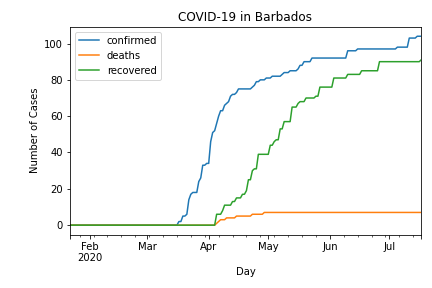 COVID-19 in Barbados
confirmed
deaths
recovered
Number of Cases
100
80
60
40
20
0
Feb Mar Apr May Jun Jul
2020
Day